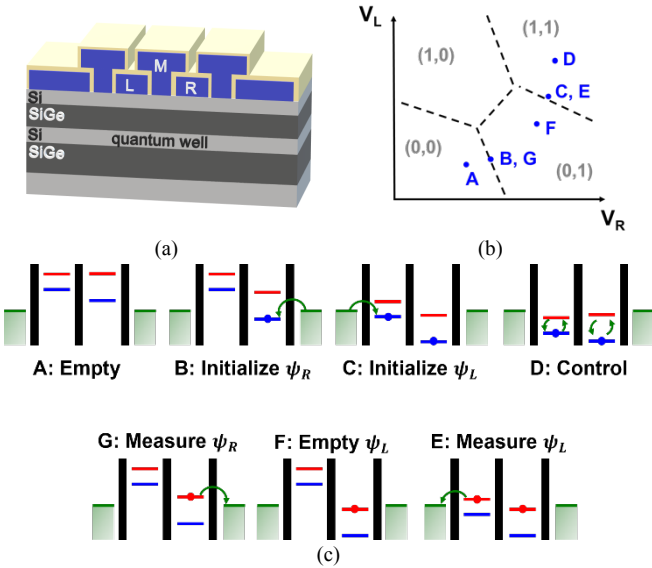 M
L R
Si
SiGe
Si quantum well
SiGe
(a)
V_L
(1,1)
(1,0)
D
C, E
F
(0,0)
B, G
A
(0,1)
V_R
(b)
A: Empty B: Initialize ψ_R C: Initialize ψ_L D: Control
G: Measure ψ_R F: Empty ψ_L E: Measure ψ_L
(c)